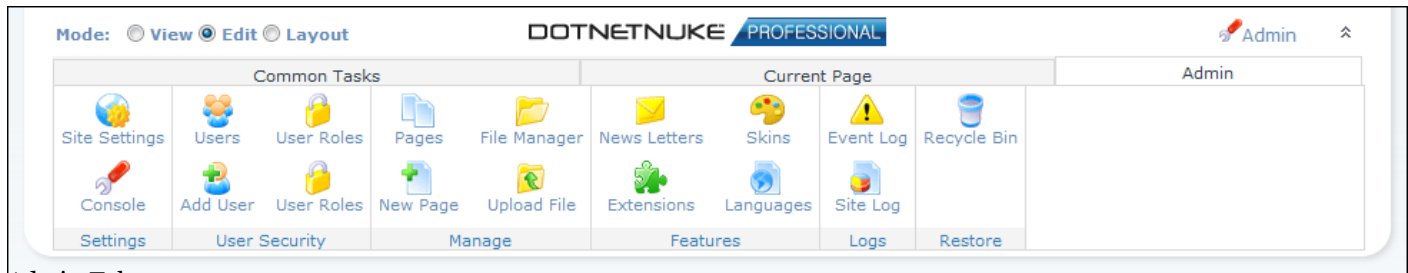 Mode: View Edit Layout DOTNETNUKE PROFESSIONAL Admin
Common Tasks Current Page Admin
Site Settings Users User Roles Pages File Manager News Letters Skins Event Log Recycle Bin
Console Add User User Roles New Page Upload File Extensions Languages Site Log
Settings User Security Manage Features Logs Restore